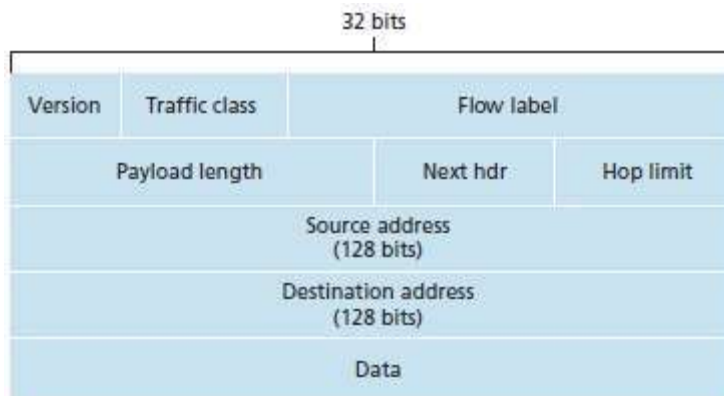 32 bits
Version Traffic class Flow label
Payload length Next hdr Hop limit
Source address
(128 bits)
Destination address
(128 bits)
Data